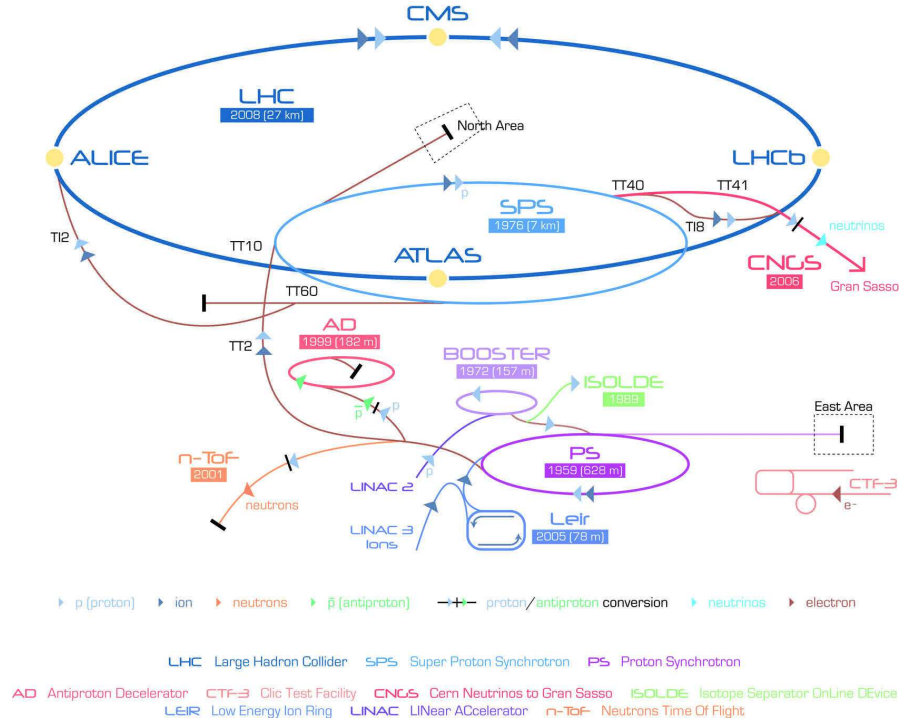 CMS
LHC
2008 (27 km)
North Area
ALICE
LHCb
TT40
TT41
p
SPS
1976 (7 km)
TI8
neutrinos
TI2
TT10
ATLAS
CNGS
2006
Gran Sasso
TT60
AD
1999 (182 m)
TT2
BOOSTER
1972 (157 m)
ISOLDE
1989
p̅
p
East Area
n-ToF
2001
PS
1959 (628 m)
p
LINAC 2
CTF-3
neutrons
e-
Leir
2005 (78 m)
LINAC 3
Ions
p (proton) ion neutrons p̅ (antiproton) proton/antiproton conversion neutrinos electron
LHC Large Hadron Collider SPS Super Proton Synchrotron PS Proton Synchrotron
AD Antiproton Decelerator CTF-3 Clic Test Facility CNGS Cern Neutrinos to Gran Sasso ISOLDE Isotope Separator OnLine DEvice
LEIR Low Energy Ion Ring LINAC LINear ACcelerator n-ToF Neutrons Time Of Flight